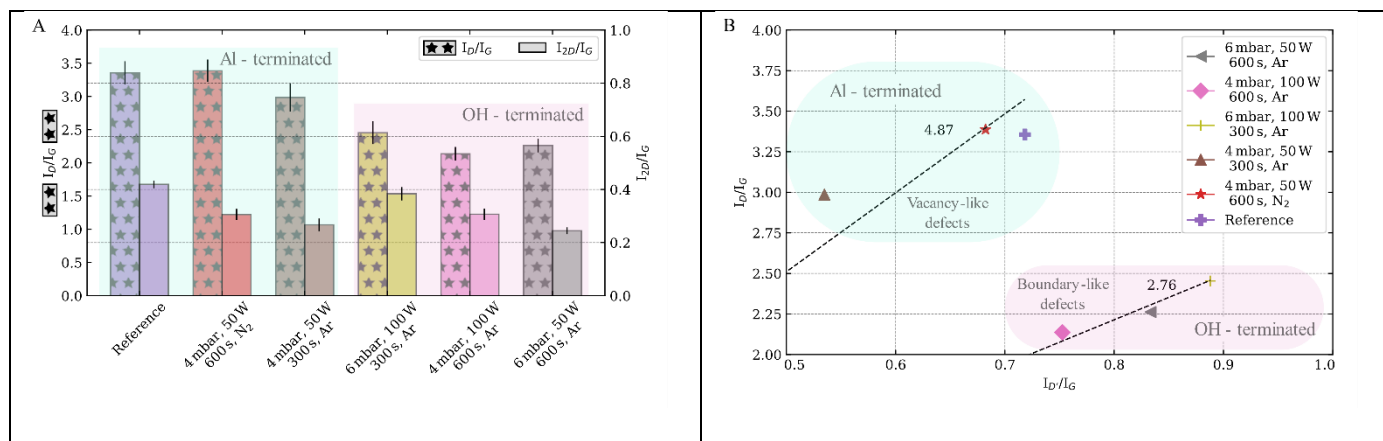 A
4.0
3.5
3.0
2.5
2.0
1.5
1.0
0.5
0.0
I_D/I_G
Al - terminated
OH - terminated
I_D/I_G
I_2D/I_G
1.0
0.8
0.6
0.4
0.2
0.0
I_2D/I_G
Reference
4 mbar, 50 W
600 s, N₂
4 mbar, 50 W
300 s, Ar
6 mbar, 100 W
300 s, Ar
4 mbar, 100 W
600 s, Ar
6 mbar, 50 W
600 s, Ar
B
4.00
3.75
3.50
3.25
3.00
2.75
2.50
2.25
2.00
I_D/I_G
Al - terminated
4.87
Vacancy-like
defects
Boundary-like
defects
2.76
OH - terminated
6 mbar, 50 W
600 s, Ar
4 mbar, 100 W
600 s, Ar
6 mbar, 100 W
300 s, Ar
4 mbar, 50 W
300 s, Ar
4 mbar, 50 W
600 s, N₂
Reference
0.5
0.6
0.7
0.8
0.9
1.0
I_D'/I_G